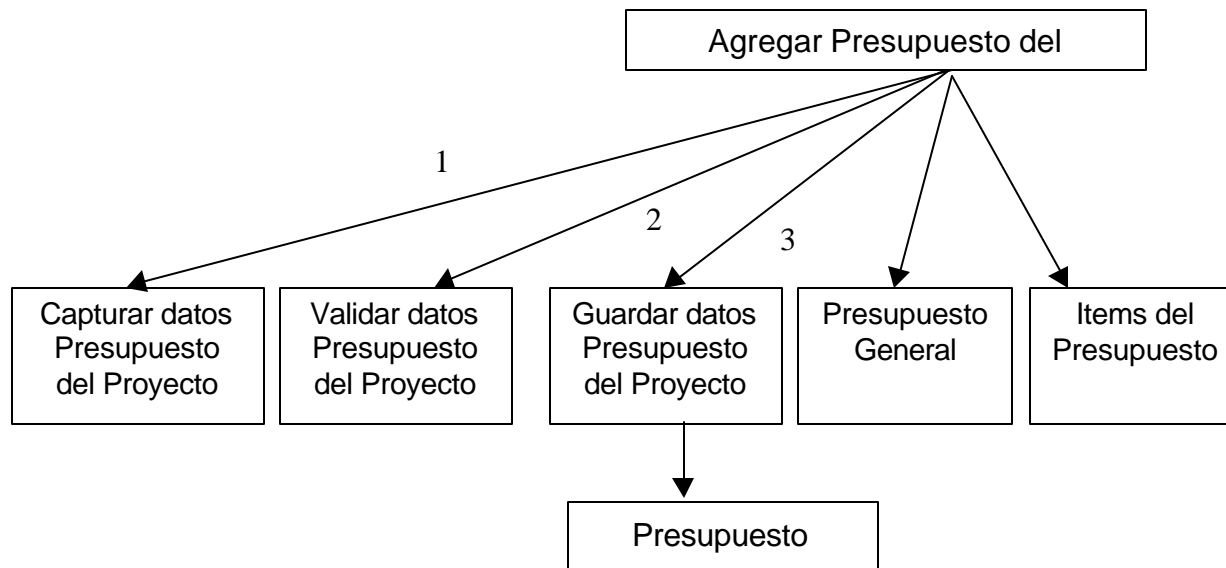 Agregar Presupuesto del
1
2
3
Capturar datos
Presupuesto
del Proyecto
Validar datos
Presupuesto
del Proyecto
Guardar datos
Presupuesto
del Proyecto
Presupuesto
General
Items del
Presupuesto
Presupuesto